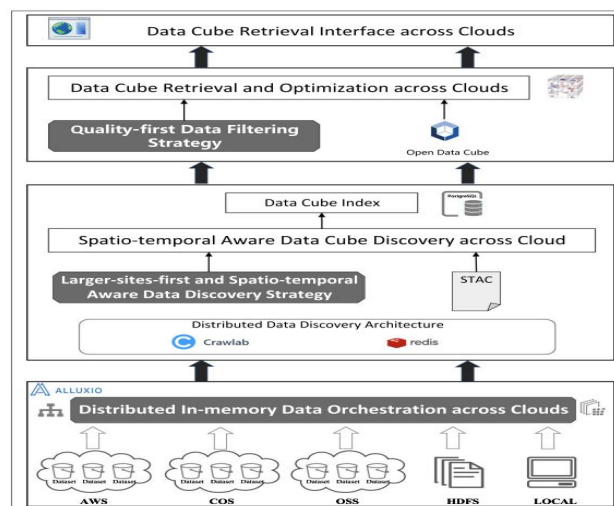 Data Cube Retrieval Interface across Clouds
Data Cube Retrieval and Optimization across Clouds
Quality-first Data Filtering
Strategy
Open Data Cube
Data Cube Index
PostgreSQL
Spatio-temporal Aware Data Cube Discovery across Cloud
Larger-sites-first and Spatio-temporal
Aware Data Discovery Strategy
STAC
Distributed Data Discovery Architecture
Crawlab
redis
ALLUXIO
Distributed In-memory Data Orchestration across Clouds
Dataset Dataset Dataset
Dataset Dataset Dataset
Dataset Dataset Dataset
AWS
COS
OSS
HDFS
LOCAL